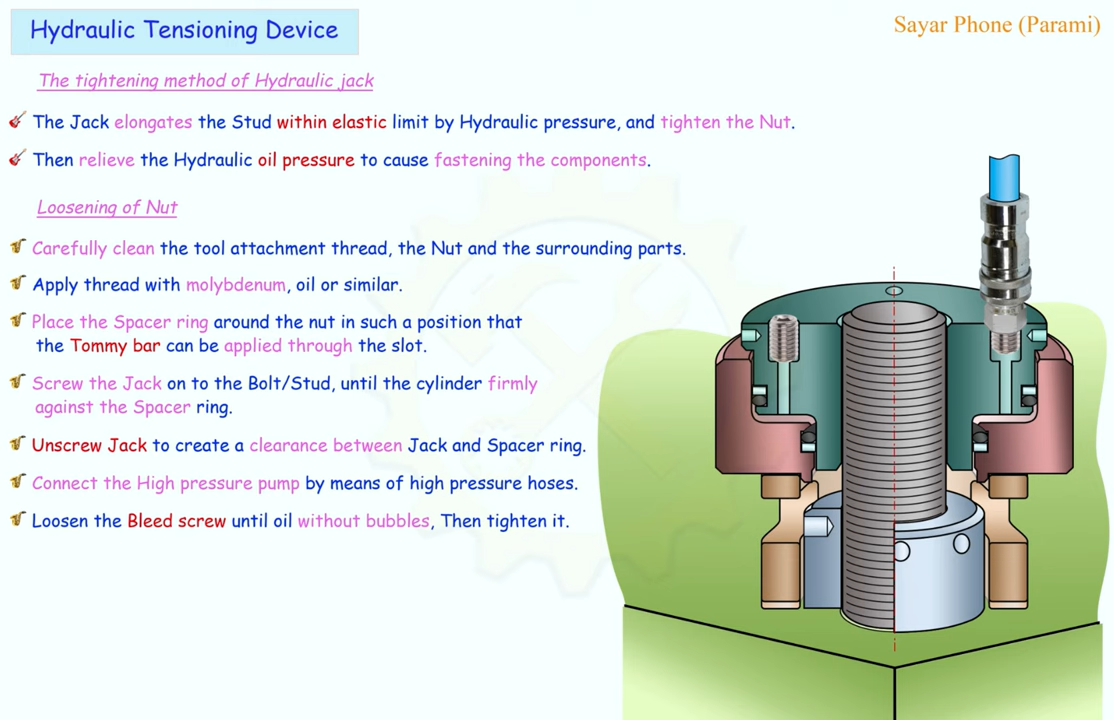 Hydraulic Tensioning Device
Sayar Phone (Parami)
The tightening method of Hydraulic jack
The Jack elongates the Stud within elastic limit by Hydraulic pressure, and tighten the Nut.
Then relieve the Hydraulic oil pressure to cause fastening the components.
Loosening of Nut
Carefully clean the tool attachment thread, the Nut and the surrounding parts.
Apply thread with molybdenum, oil or similar.
Place the Spacer ring around the nut in such a position that
the Tommy bar can be applied through the slot.
Screw the Jack on to the Bolt/Stud, until the cylinder firmly
against the Spacer ring.
Unscrew Jack to create a clearance between Jack and Spacer ring.
Connect the High pressure pump by means of high pressure hoses.
Loosen the Bleed screw until oil without bubbles, Then tighten it.